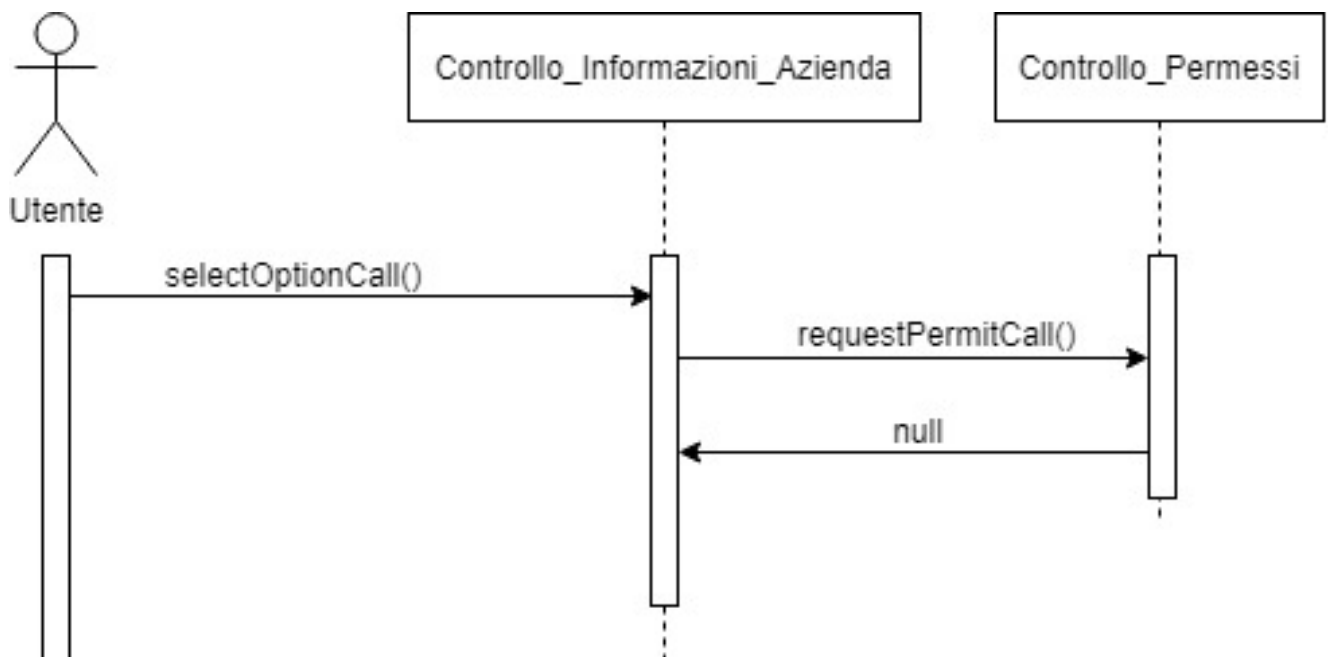 Controllo_Informazioni_Azienda
Controllo_Permessi
Utente
selectOptionCall()
requestPermitCall()
null